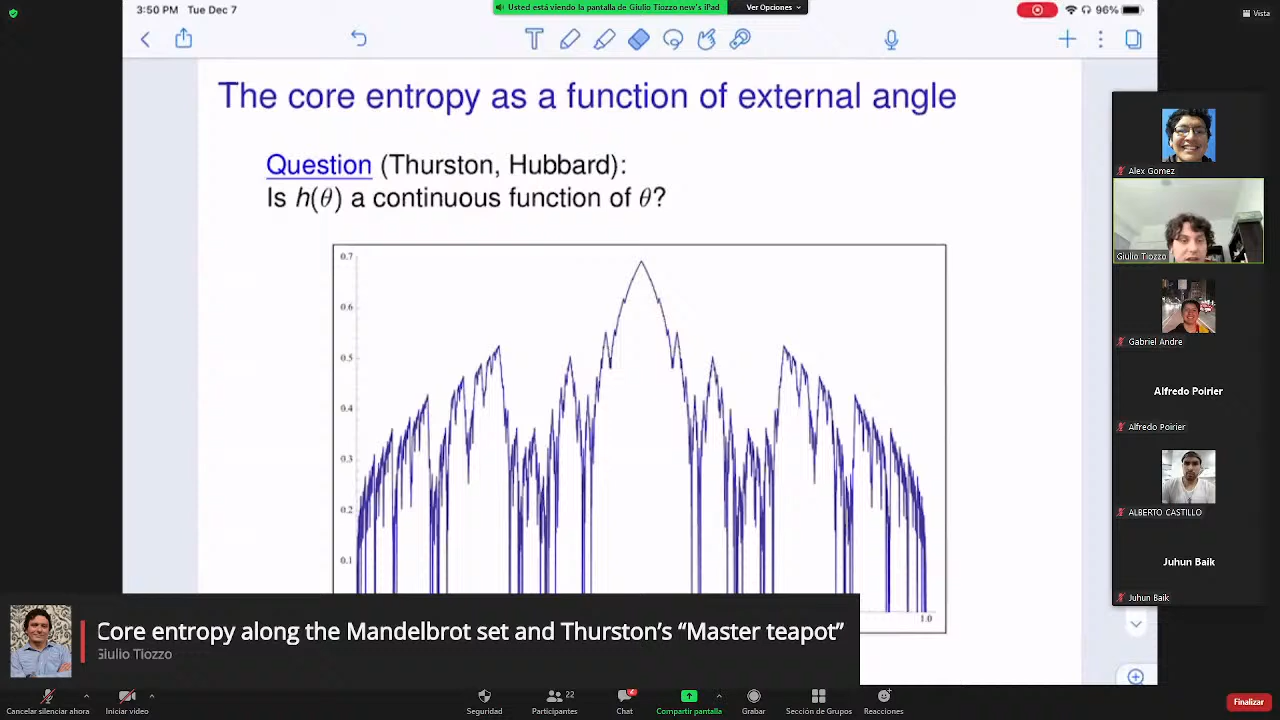 3:50 PM Tue Dec 7
Usted está viendo la pantalla de Giulio Tiozzo new's iPad
Ver Opciones
96%
Vista
The core entropy as a function of external angle
Question (Thurston, Hubbard):
Is h(θ) a continuous function of θ?
0.7
0.6
0.5
0.4
0.3
0.2
0.1
1.0
Alex Gomez
Giulio Tiozzo
Gabriel Andre
Alfredo Poirier
Alfredo Poirier
ALBERTO CASTILLO
Juhun Baik
Juhun Baik
Core entropy along the Mandelbrot set and Thurston's “Master teapot”
Giulio Tiozzo
Cancelar silenciar ahora
Iniciar video
Seguridad
22
Participantes
2
Chat
Compartir pantalla
Grabar
Sección de Grupos
Reacciones
Finalizar